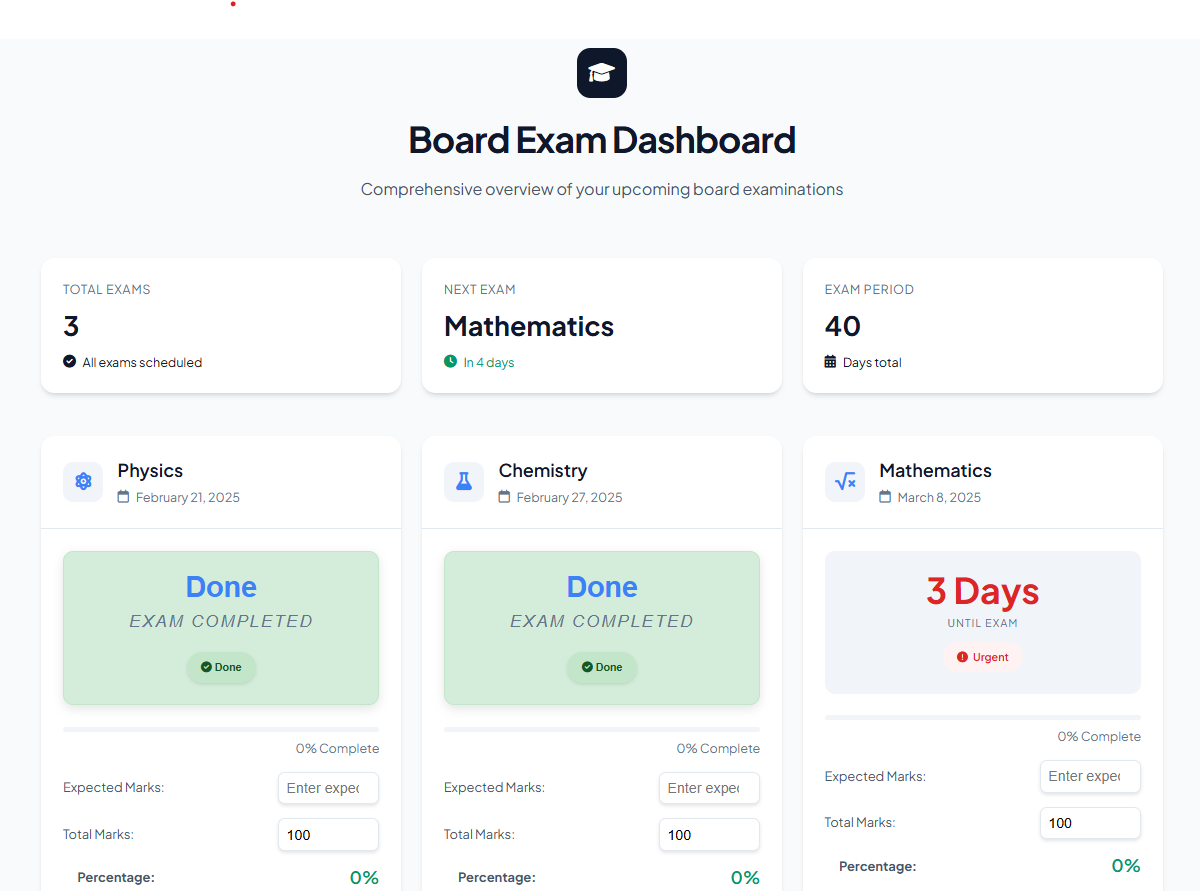 Board Exam Dashboard
Comprehensive overview of your upcoming board examinations
TOTAL EXAMS
3
All exams scheduled
NEXT EXAM
Mathematics
In 4 days
EXAM PERIOD
40
Days total
Physics
February 21, 2025
Done
EXAM COMPLETED
Done
0% Complete
Expected Marks:
Enter expec
Total Marks:
100
Percentage:
0%
Chemistry
February 27, 2025
Done
EXAM COMPLETED
Done
0% Complete
Expected Marks:
Enter expec
Total Marks:
100
Percentage:
0%
Mathematics
March 8, 2025
3 Days
UNTIL EXAM
Urgent
0% Complete
Expected Marks:
Enter expec
Total Marks:
100
Percentage:
0%